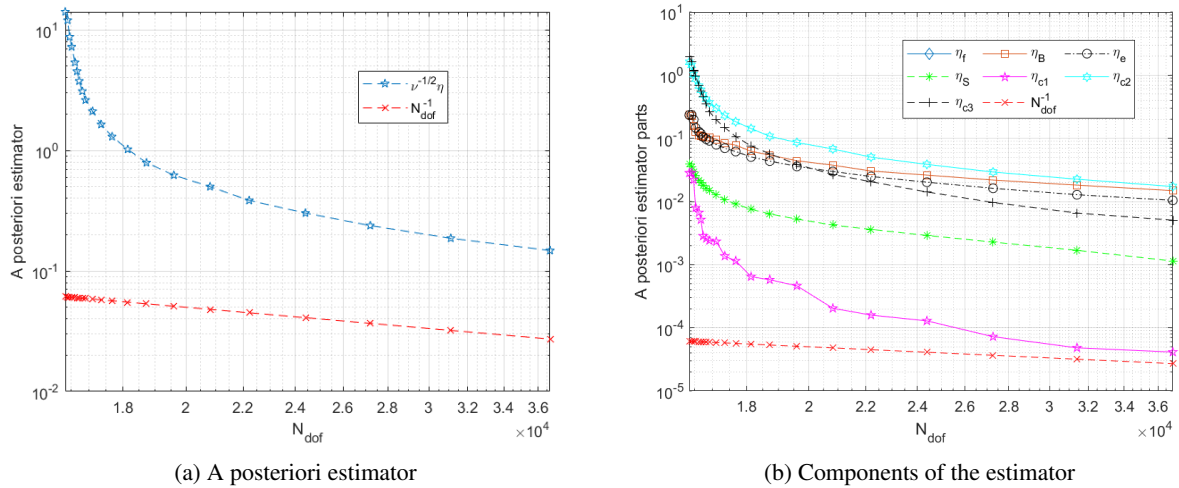 10^1
10^0
10^-1
10^-2
A posteriori estimator
ν^-1/2 η
N_dof^-1
1.8 2 2.2 2.4 2.6 2.8 3 3.2 3.4 3.6
×10^4
N_dof
(a) A posteriori estimator
10^2
10^1
10^0
10^-1
10^-2
10^-3
10^-4
10^-5
A posteriori estimator parts
η_f η_B η_e
η_S η_c1 η_c2
η_c3 N_dof^-1
1.8 2 2.2 2.4 2.6 2.8 3 3.2 3.4 3.6
×10^4
N_dof
(b) Components of the estimator